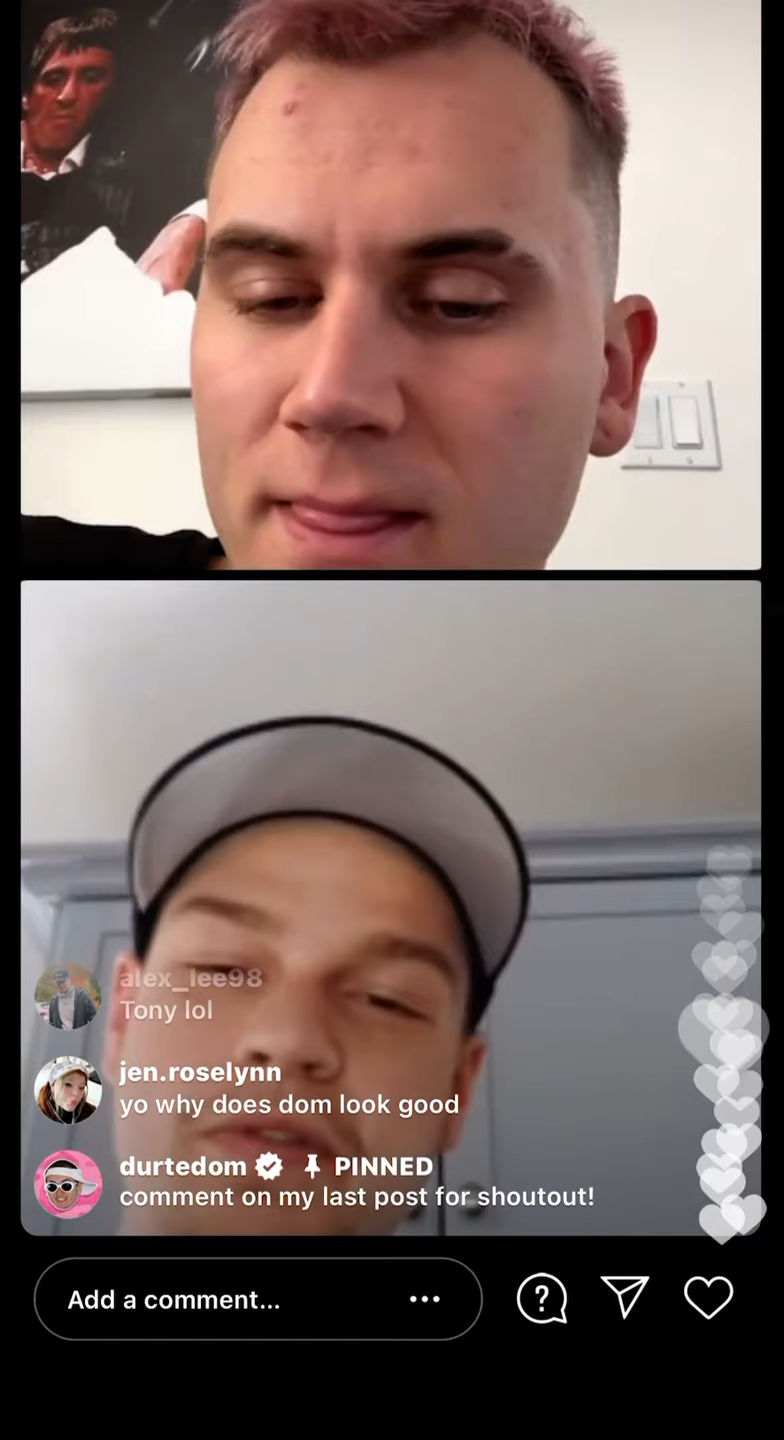 alex_lee98
Tony lol
jen.roselynn
yo why does dom look good
durtedom PINNED
comment on my last post for shoutout!
Add a comment...